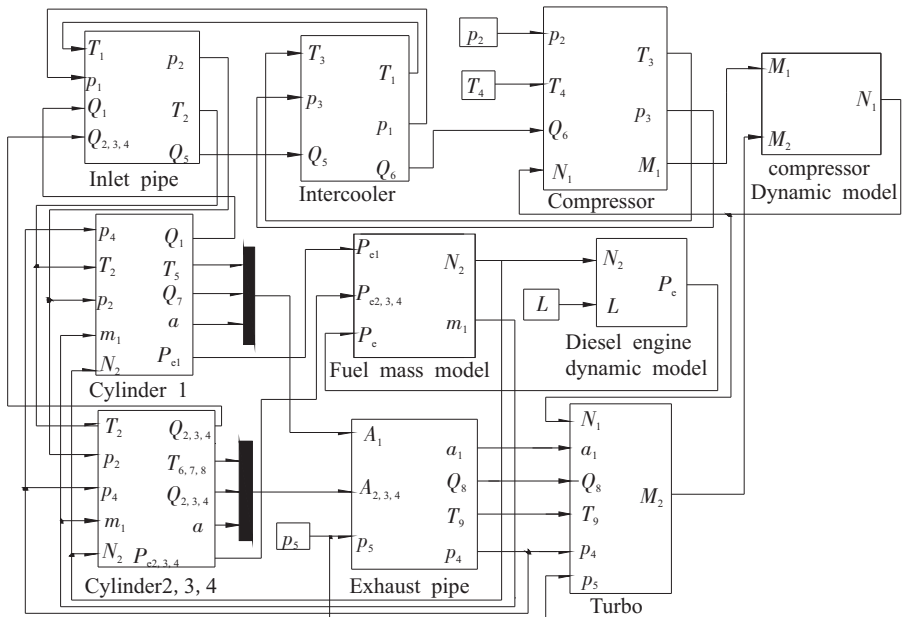 T₁
p₁
Q₁
Q₂,₃,₄
p₂
T₂
Q₅
Inlet pipe
T₃
p₃
Q₅
T₁
p₁
Q₆
Intercooler
p₂
T₄
p₂
T₄
Q₆
N₁
T₃
p₃
M₁
Compressor
M₁
M₂
N₁
compressor
Dynamic model
p₄
T₂
p₂
m₁
N₂
Q₁
T₅
Q₇
a
Pₑ₁
Cylinder 1
Pₑ₁
Pₑ₂,₃,₄
Pₑ
N₂
m₁
Fuel mass model
L
N₂
L
Pₑ
Diesel engine
dynamic model
T₂
p₂
p₄
m₁
N₂
Q₂,₃,₄
T₆,₇,₈
Q₂,₃,₄
a
Pₑ₂,₃,₄
Cylinder2, 3, 4
p₅
A₁
A₂,₃,₄
p₅
a₁
Q₈
T₉
p₄
Exhaust pipe
N₁
a₁
Q₈
T₉
p₄
p₅
M₂
Turbo